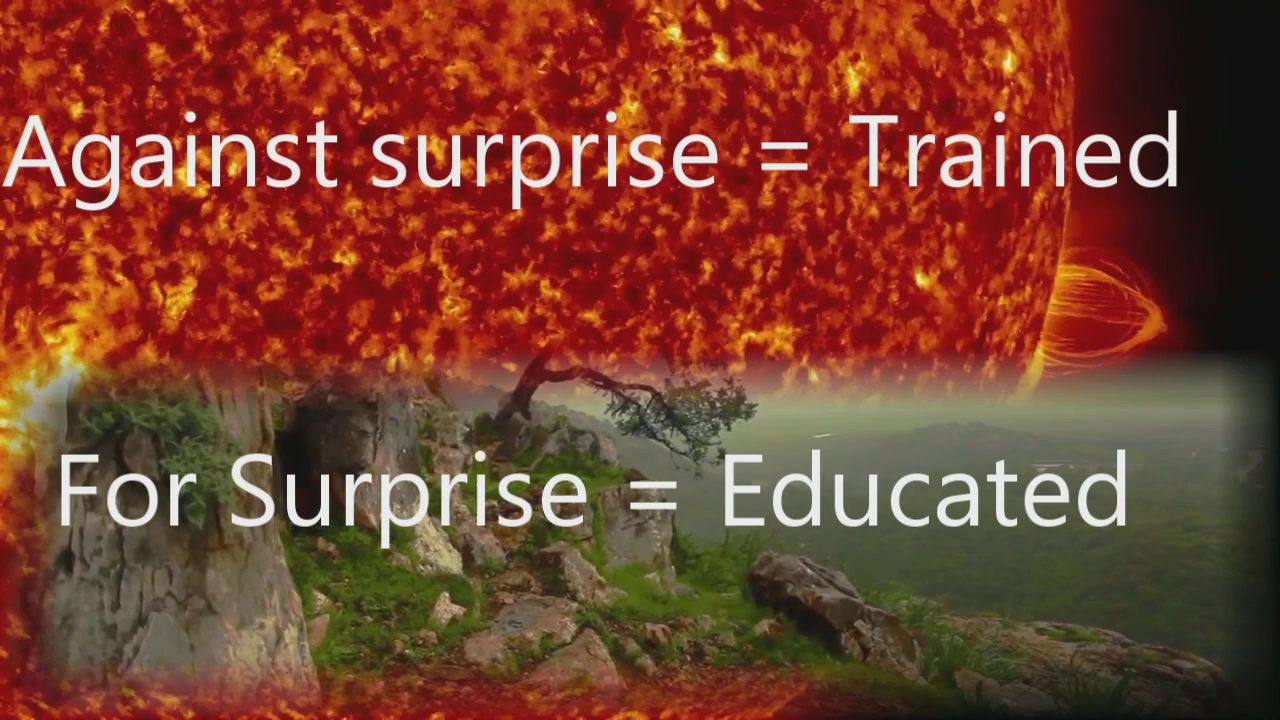 Against surprise = Trained
For Surprise = Educated